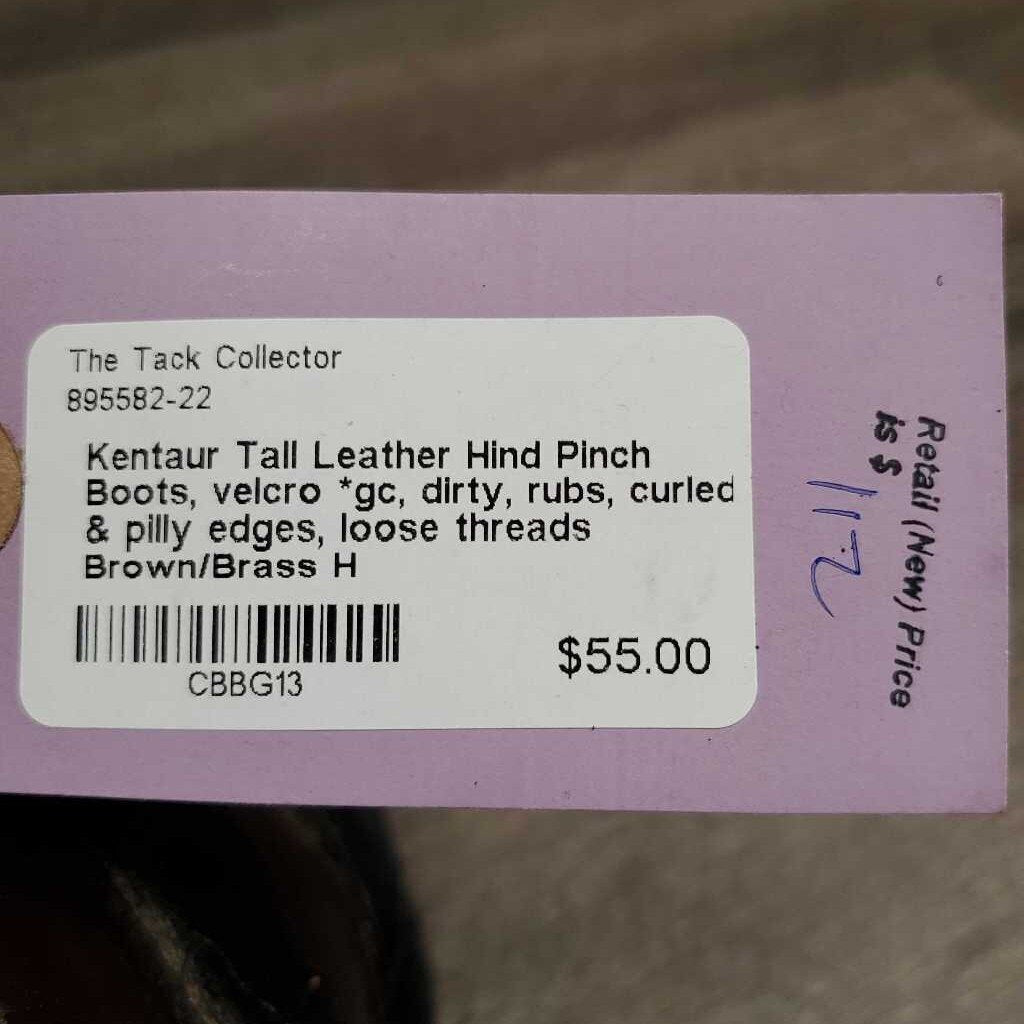 The Tack Collector
895582-22
Kentaur Tall Leather Hind Pinch
Boots, velcro *gc, dirty, rubs, curled
& pilly edges, loose threads
Brown/Brass H
CBBG13
$55.00
Retail (New) Price
is $
112